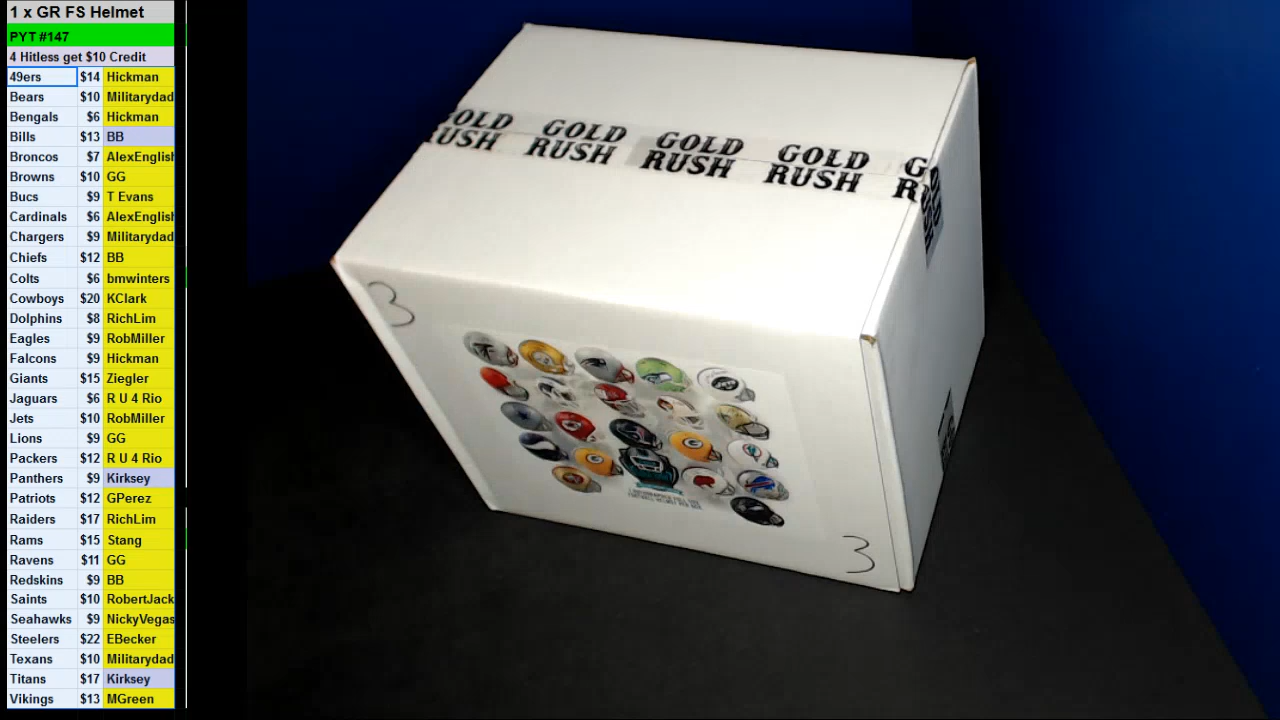 1 x GR FS Helmet
PYT #147
4 Hitless get $10 Credit
49ers $14 Hickman
Bears $10 Militarydad
Bengals $6 Hickman
Bills $13 BB
Broncos $7 AlexEnglish
Browns $10 GG
Bucs $9 T Evans
Cardinals $6 AlexEnglish
Chargers $9 Militarydad
Chiefs $12 BB
Colts $6 bmwinters
Cowboys $20 KClark
Dolphins $8 RichLim
Eagles $9 RobMiller
Falcons $9 Hickman
Giants $15 Ziegler
Jaguars $6 R U 4 Rio
Jets $10 RobMiller
Lions $9 GG
Packers $12 R U 4 Rio
Panthers $9 Kirksey
Patriots $12 GPerez
Raiders $17 RichLim
Rams $15 Stang
Ravens $11 GG
Redskins $9 BB
Saints $10 RobertJack
Seahawks $9 NickyVegas
Steelers $22 EBecker
Texans $10 Militarydad
Titans $17 Kirksey
Vikings $13 MGreen
GOLD GOLD GOLD GOLD G
RUSH RUSH RUSH RUSH R
3
3